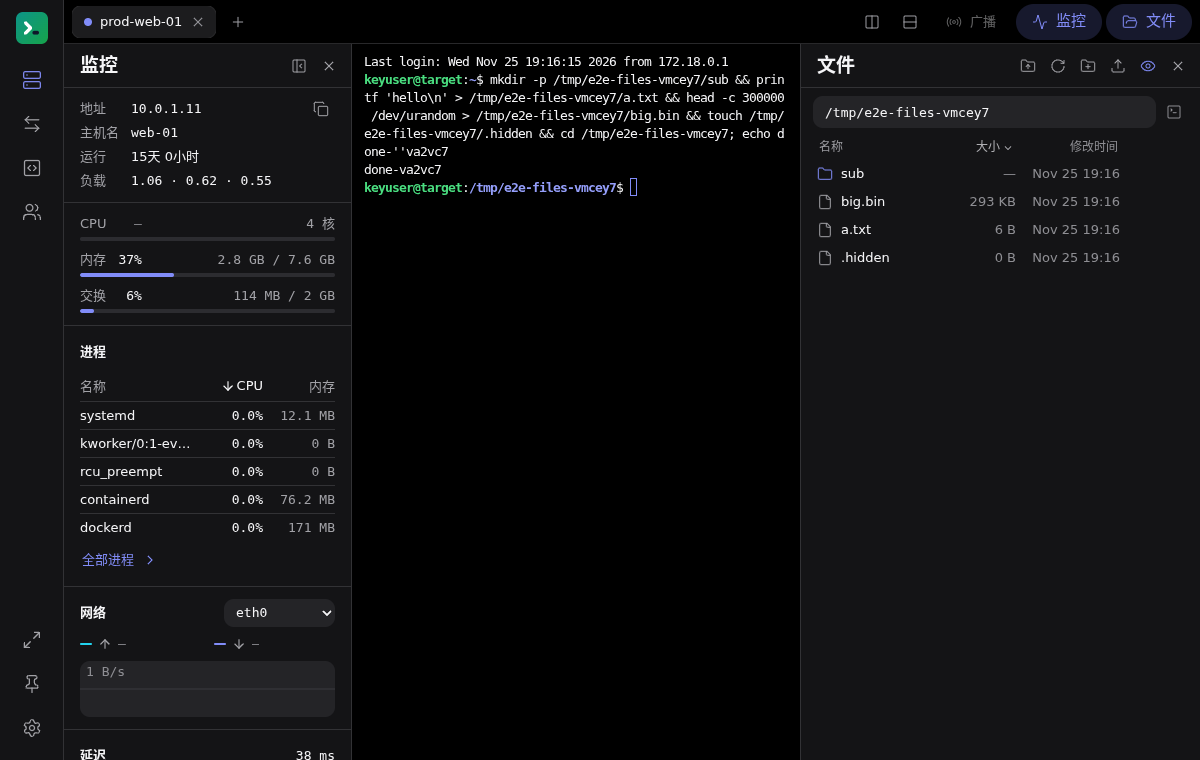 prod-web-01
广播
监控
文件
监控
地址 10.0.1.11
主机名 web-01
运行 15天 0小时
负载 1.06 · 0.62 · 0.55
CPU — 4 核
内存 37% 2.8 GB / 7.6 GB
交换 6% 114 MB / 2 GB
进程
名称 CPU 内存
systemd 0.0% 12.1 MB
kworker/0:1-ev… 0.0% 0 B
rcu_preempt 0.0% 0 B
containerd 0.0% 76.2 MB
dockerd 0.0% 171 MB
全部进程
网络 eth0
— —
1 B/s
延迟 38 ms
Last login: Wed Nov 25 19:16:15 2026 from 172.18.0.1
keyuser@target:~$ mkdir -p /tmp/e2e-files-vmcey7/sub && prin
tf 'hello\n' > /tmp/e2e-files-vmcey7/a.txt && head -c 300000
 /dev/urandom > /tmp/e2e-files-vmcey7/big.bin && touch /tmp/
e2e-files-vmcey7/.hidden && cd /tmp/e2e-files-vmcey7; echo d
one-''va2vc7
done-va2vc7
keyuser@target:/tmp/e2e-files-vmcey7$
文件
/tmp/e2e-files-vmcey7
名称 大小 修改时间
sub — Nov 25 19:16
big.bin 293 KB Nov 25 19:16
a.txt 6 B Nov 25 19:16
.hidden 0 B Nov 25 19:16